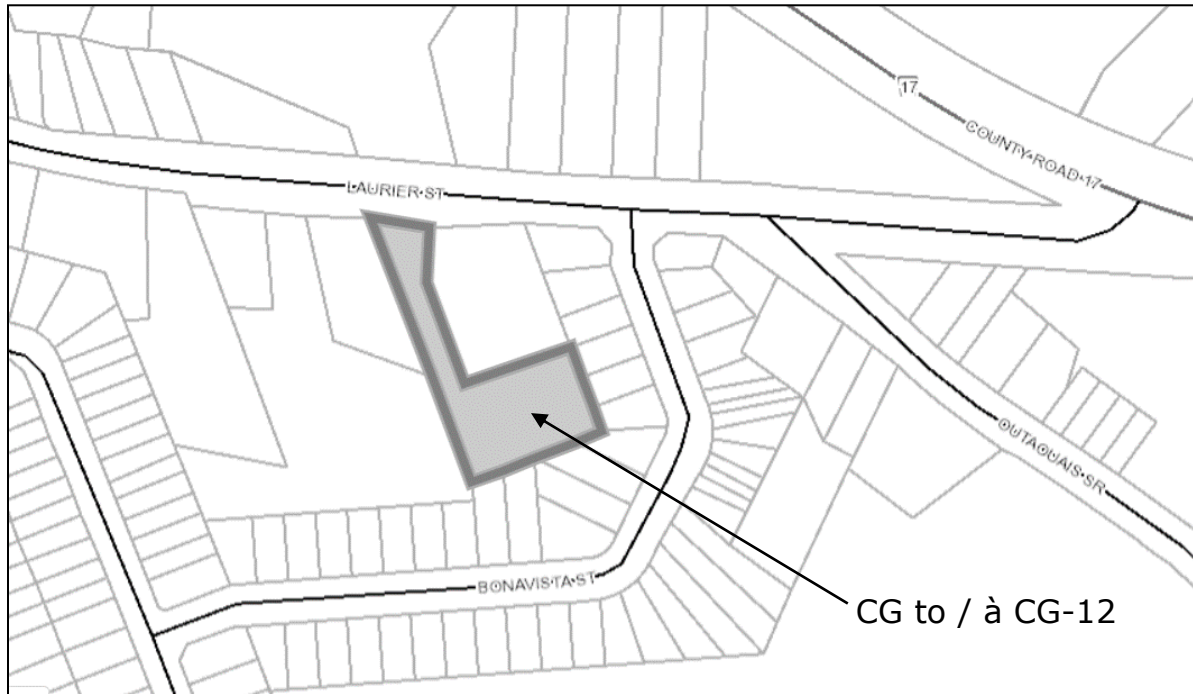 17
COUNTY ROAD 17
LAURIER ST
OUTAOUAIS SR
BONAVISTA ST
CG to / à CG-12